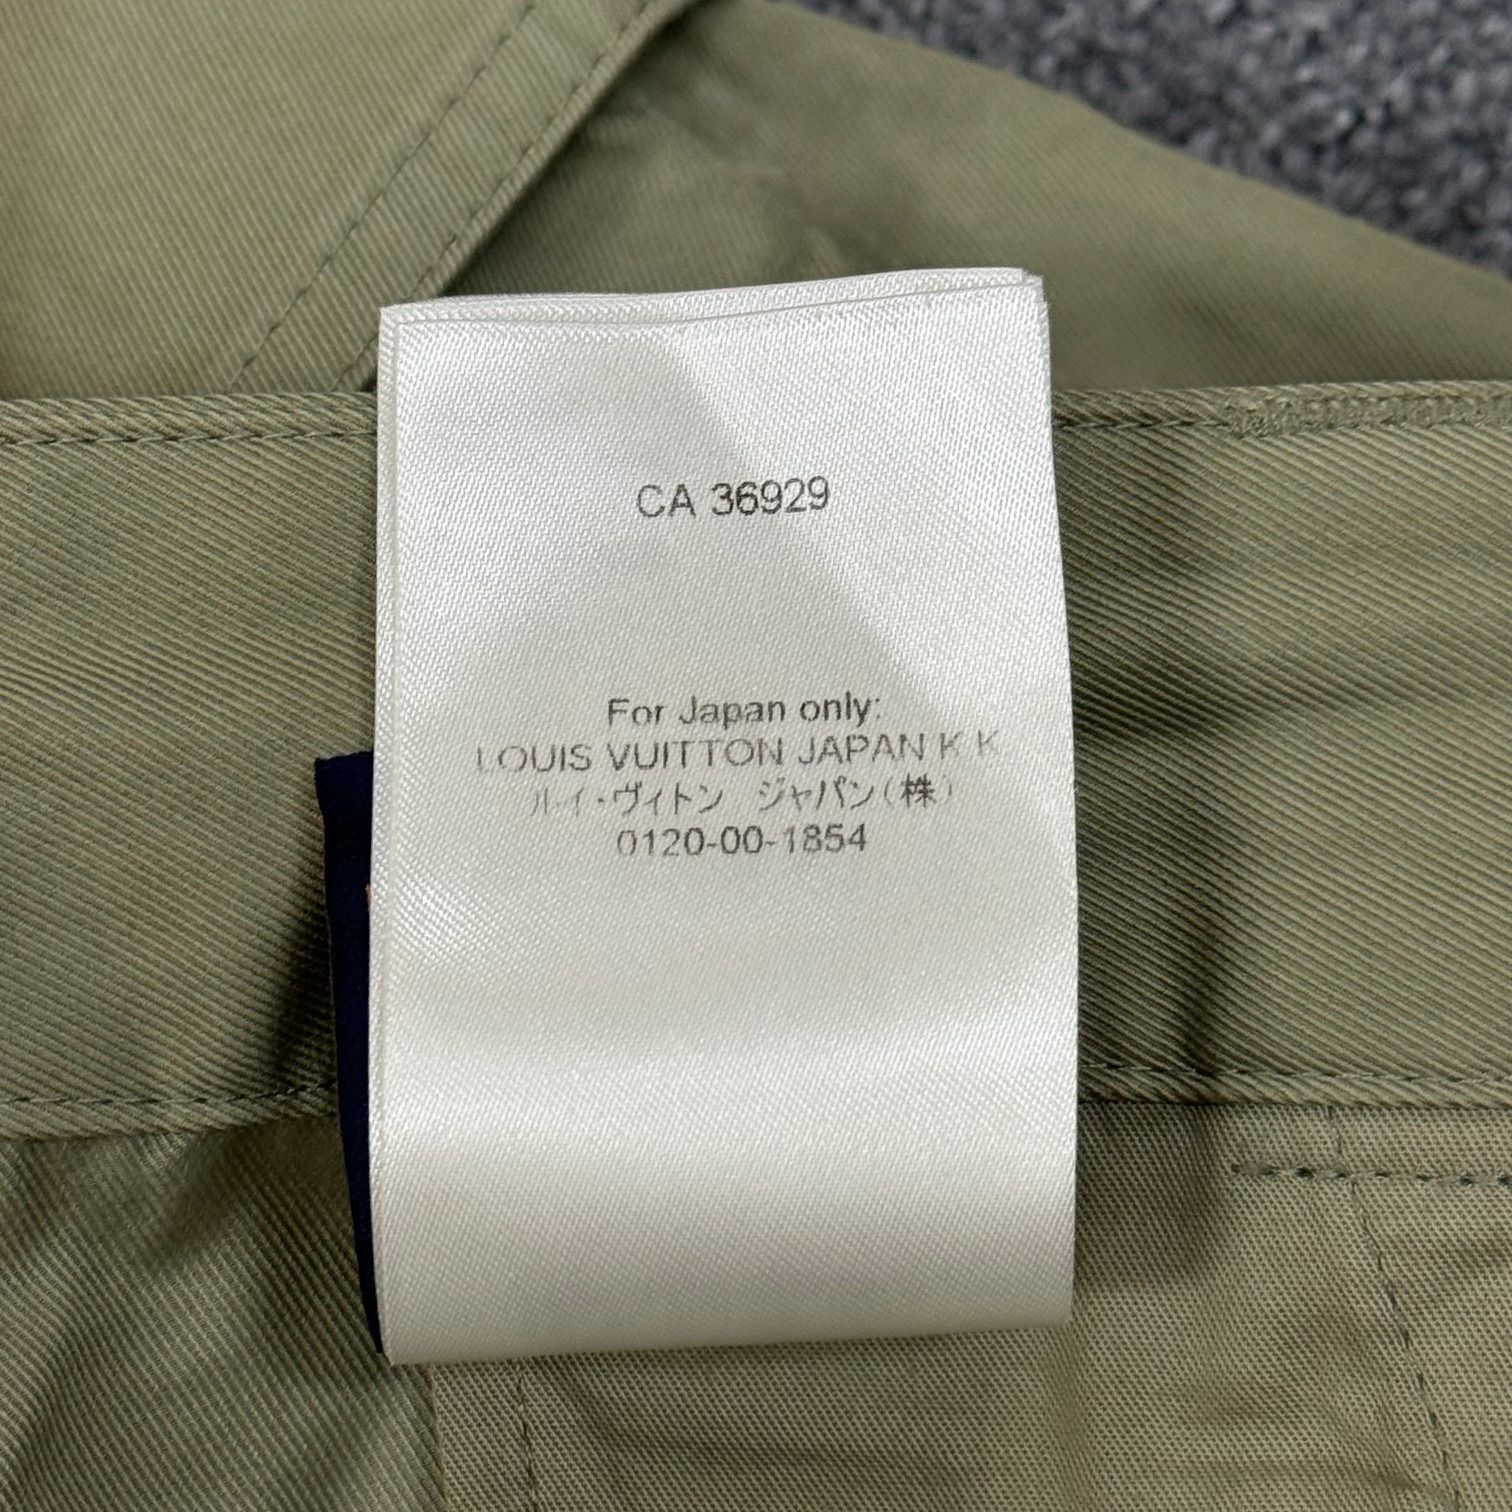 CA 36929
For Japan only:
LOUIS VUITTON JAPAN K K
ルイ・ヴィトン ジャパン(株)
0120-00-1854